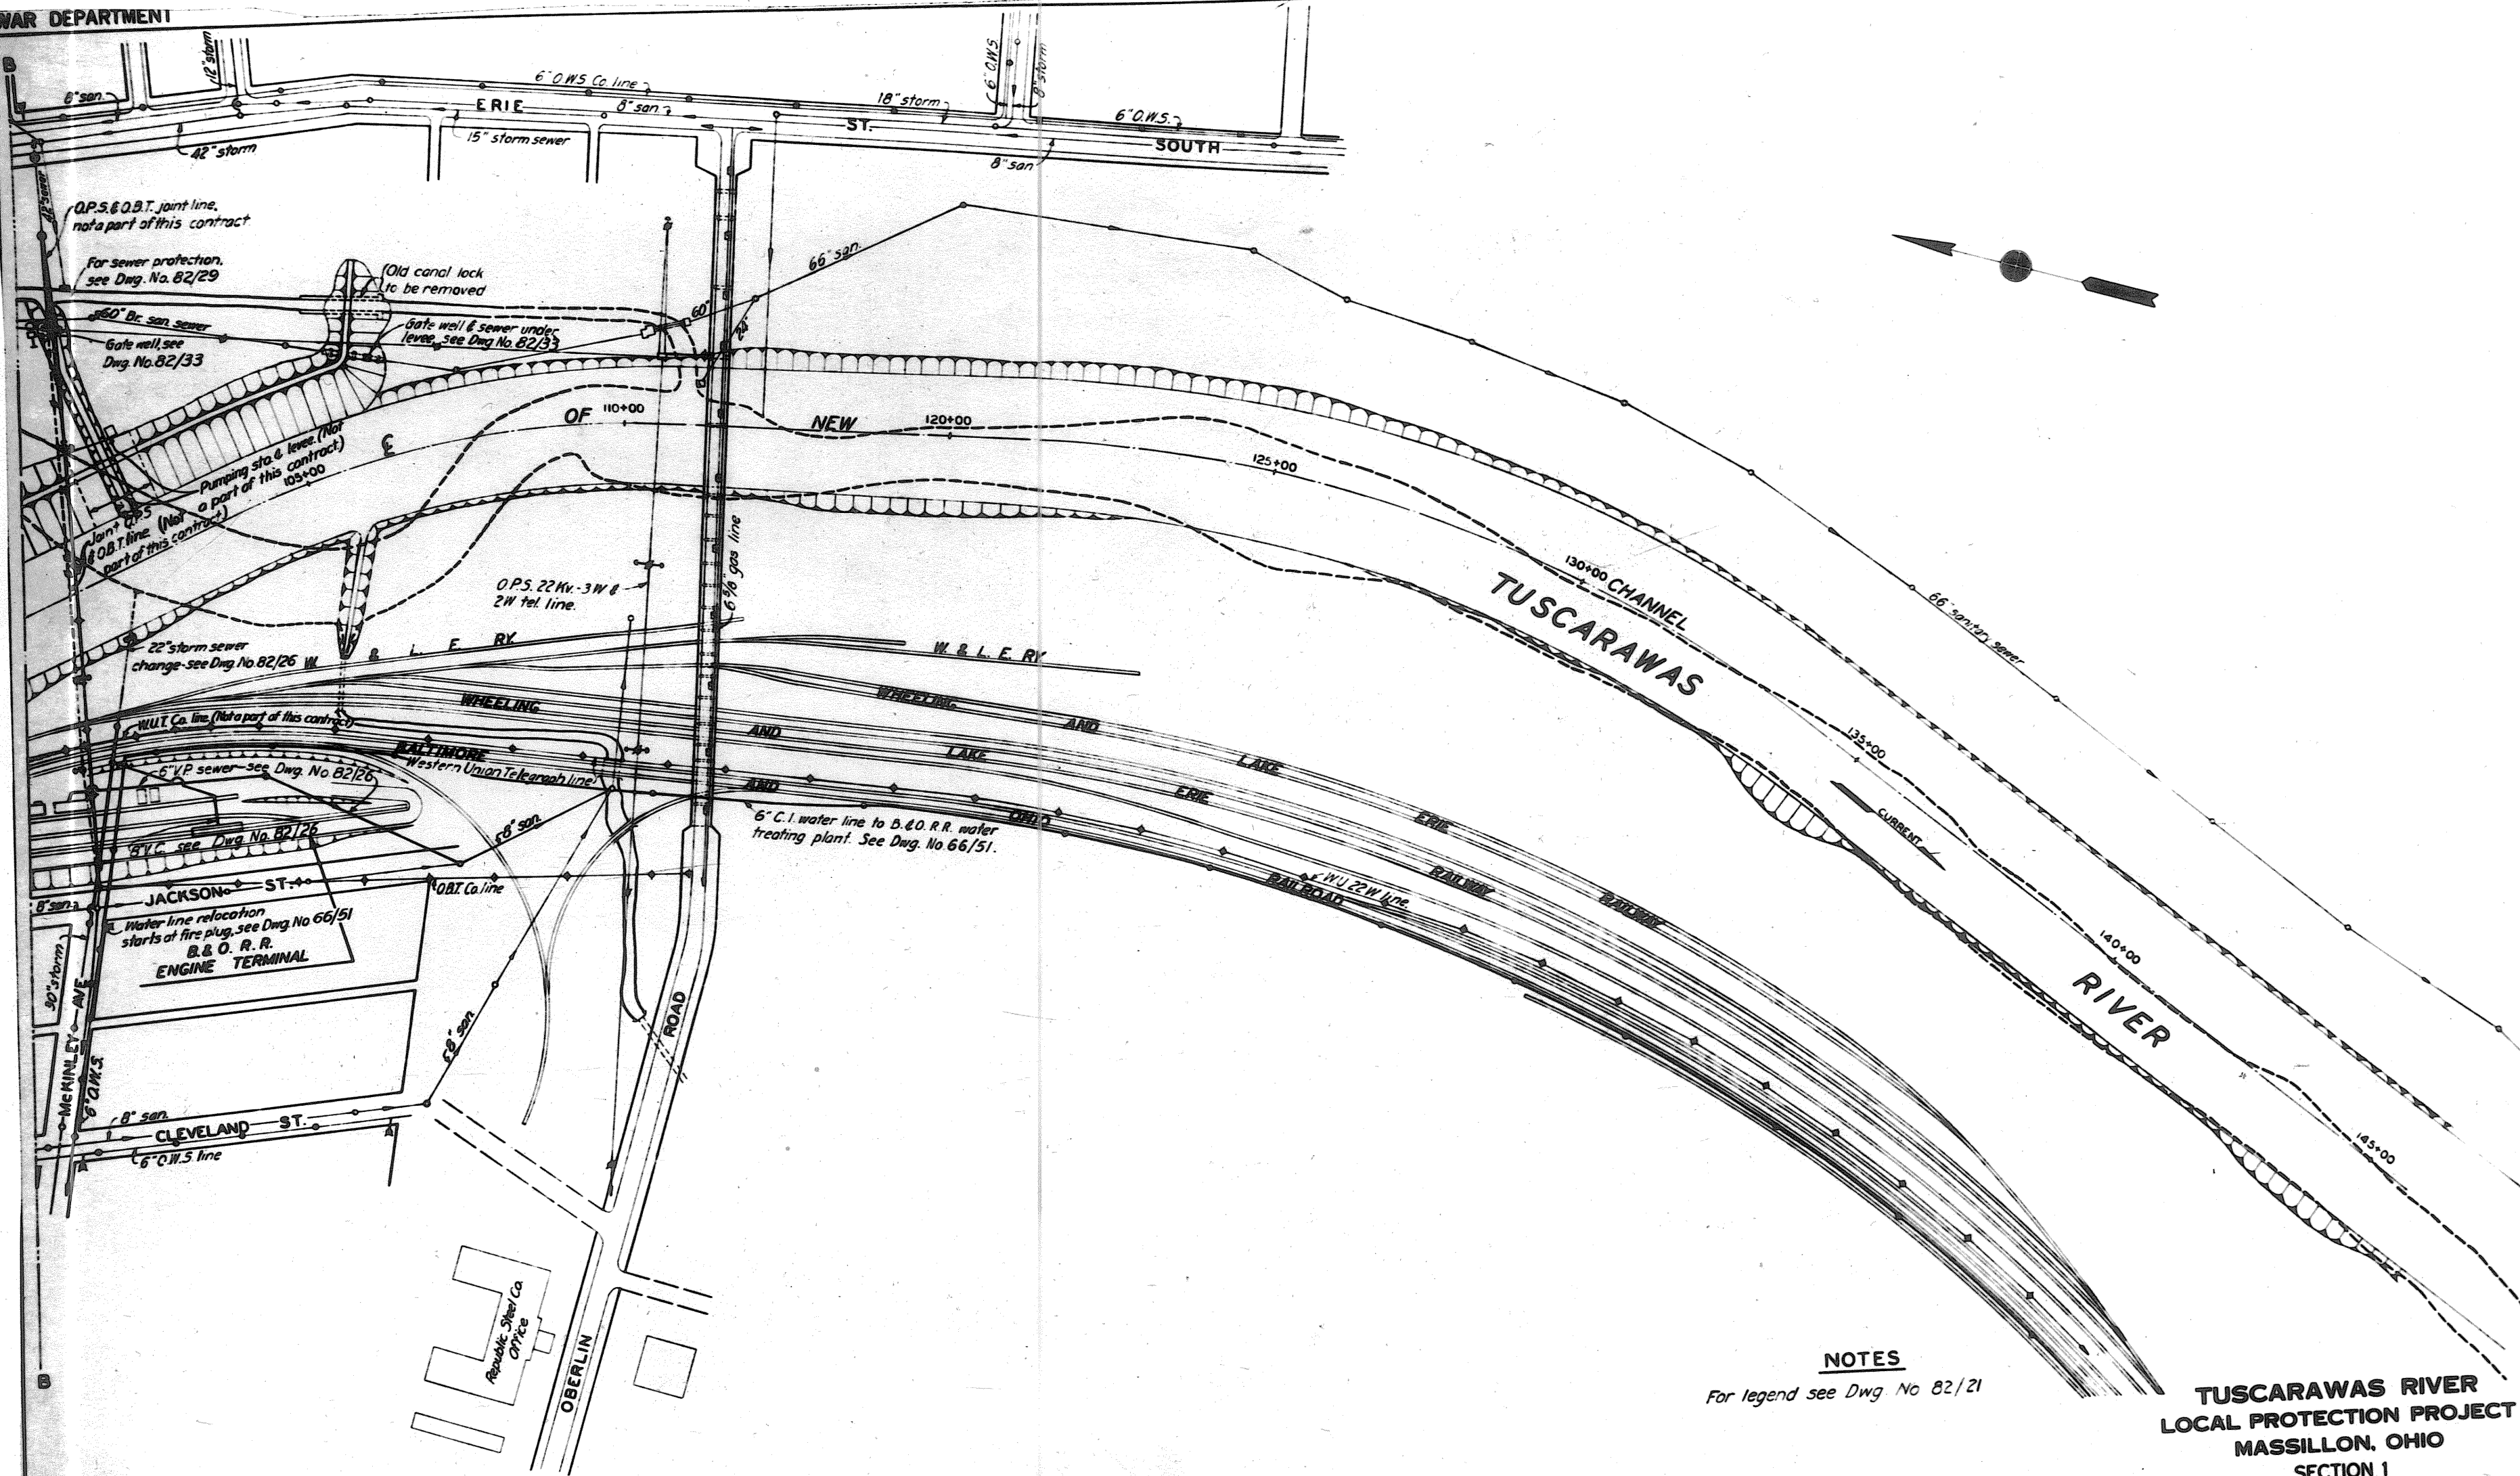 WAR DEPARTMENT
B
8" san.
12" storm
6" O.W.S. Co. line
ERIE
8" san.
18" storm
6" O.W.S.
8" storm
6" O.W.S.
ST.
SOUTH
15" storm sewer
42" storm
8" san
42" sewer
O.P.S. & O.B.T. joint line,
not a part of this contract
For sewer protection,
see Dwg. No. 82/29
Old canal lock
to be removed
66" san.
60"
24"
60" Br. san. sewer
Gate well & sewer under
levee, see Dwg No. 82/33
Gate well, see
Dwg. No. 82/33
Pumping sta. & levee. (Not
a part of this contract)
105+00
Joint O.P.S
& O.B.T. line (Not
part of this contract)
℄
OF
110+00
NEW
120+00
125+00
130+00
CHANNEL
TUSCARAWAS
66" sanitary sewer
135+00
CURRENT
140+00
RIVER
145+00
O.P.S. 22 Kv.-3W &
2W tel. line.
6 5/8" gas line
22" storm sewer
change-see Dwg No. 82/26
W. & L. E. RY.
W. & L. E. RY
WHEELING AND LAKE ERIE RAILWAY
WHEELING AND LAKE ERIE RAILWAY
W.U.T. Co. line (Not a part of this contract)
BALTIMORE AND OHIO RAILROAD
Western Union Telegraph line
6" V.P. sewer-see Dwg. No 82/26
8" V.C. see Dwg. No. 82/26
8" san.
6" C.I. water line to B.&O. R.R. water
treating plant. See Dwg. No. 66/51.
W.U 22 W line.
JACKSON ST.
O.B.T. Co. line
8" san.
Water line relocation
starts at fire plug, see Dwg. No 66/51
B. & O. R. R.
ENGINE TERMINAL
McKINLEY AVE
6" O.W.S.
8" san.
ROAD
8" san.
CLEVELAND ST.
6" O.W.S. line
Republic Steel Co.
Office
OBERLIN
B
NOTES
For legend see Dwg. No 82/21
TUSCARAWAS RIVER
LOCAL PROTECTION PROJECT
MASSILLON, OHIO
SECTION 1